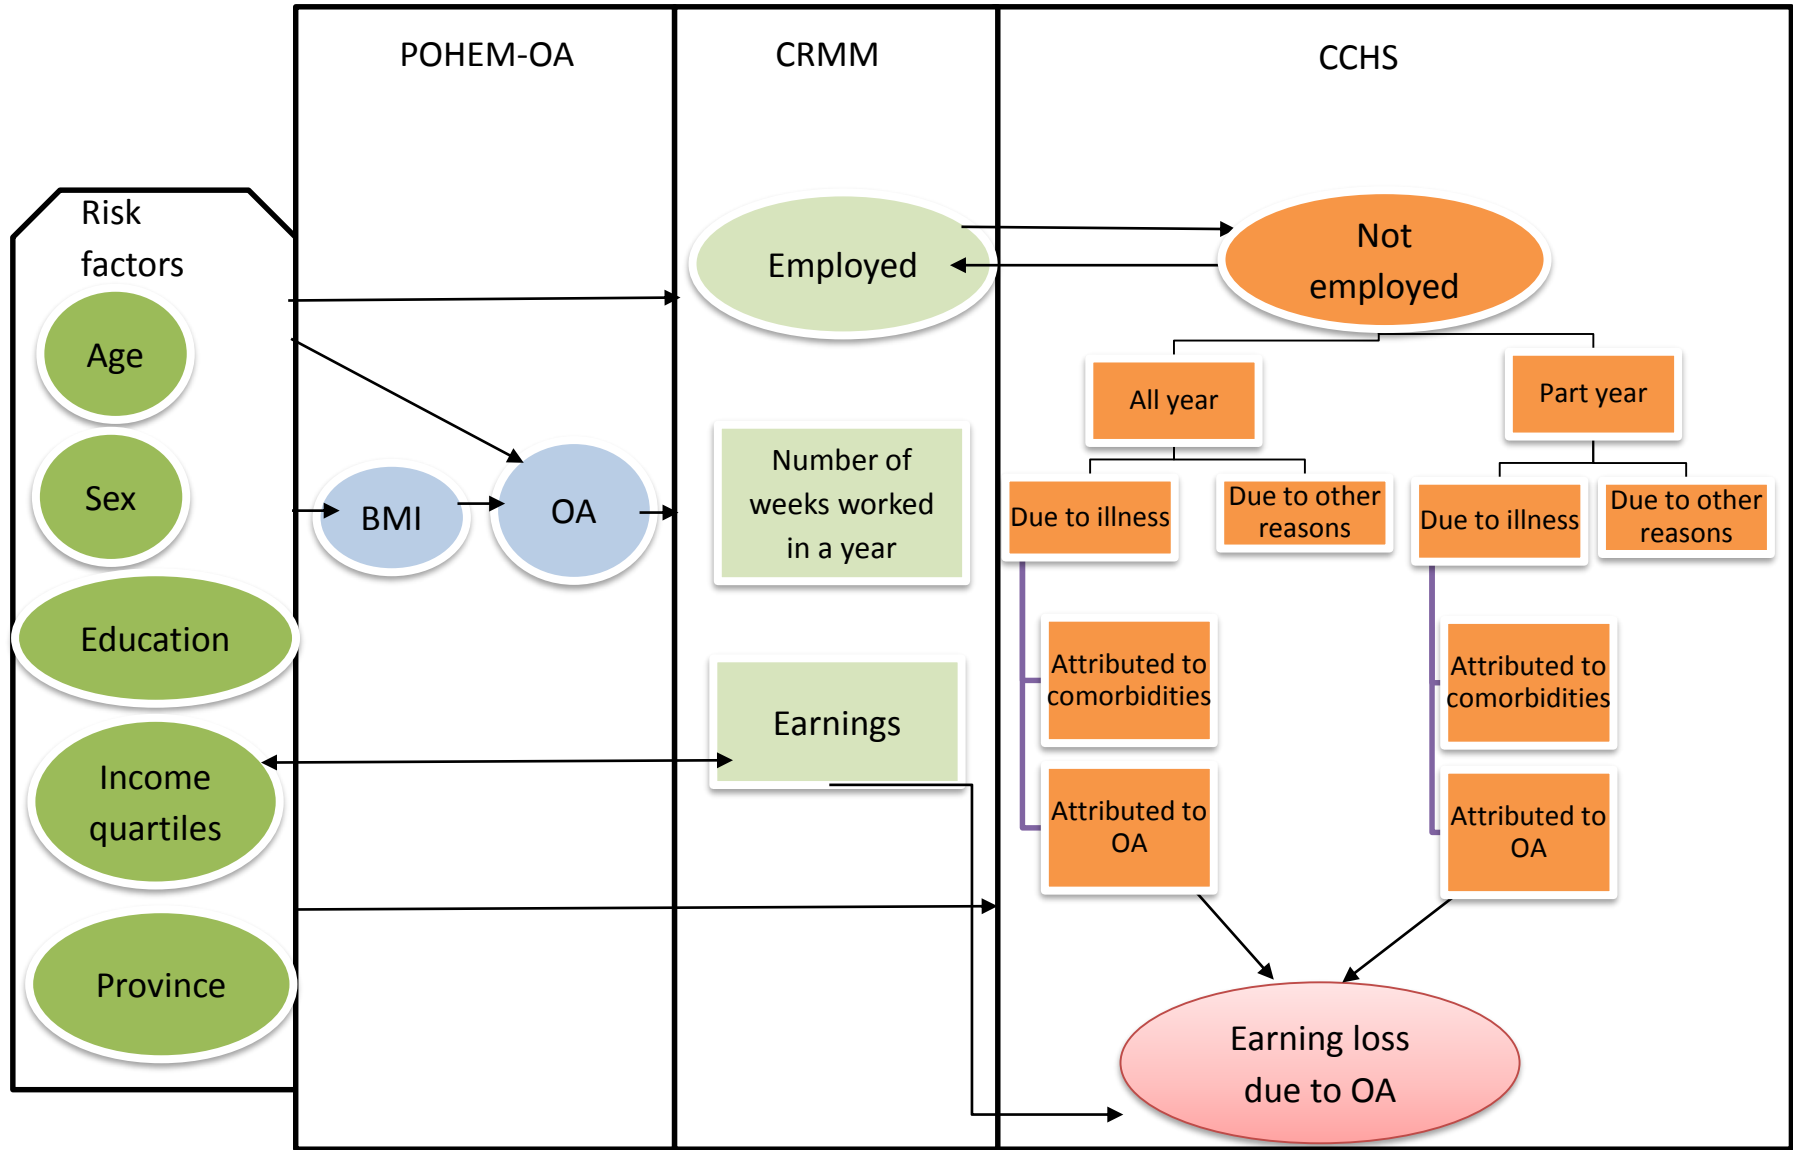 POHEM-OA
CRMM
CCHS
Risk
factors
Age
Sex
Education
Income
quartiles
Province
BMI
OA
Employed
Number of
weeks worked
in a year
Earnings
Not
employed
All year
Part year
Due to illness
Due to other
reasons
Due to illness
Due to other
reasons
Attributed to
comorbidities
Attributed to
OA
Attributed to
comorbidities
Attributed to
OA
Earning loss
due to OA